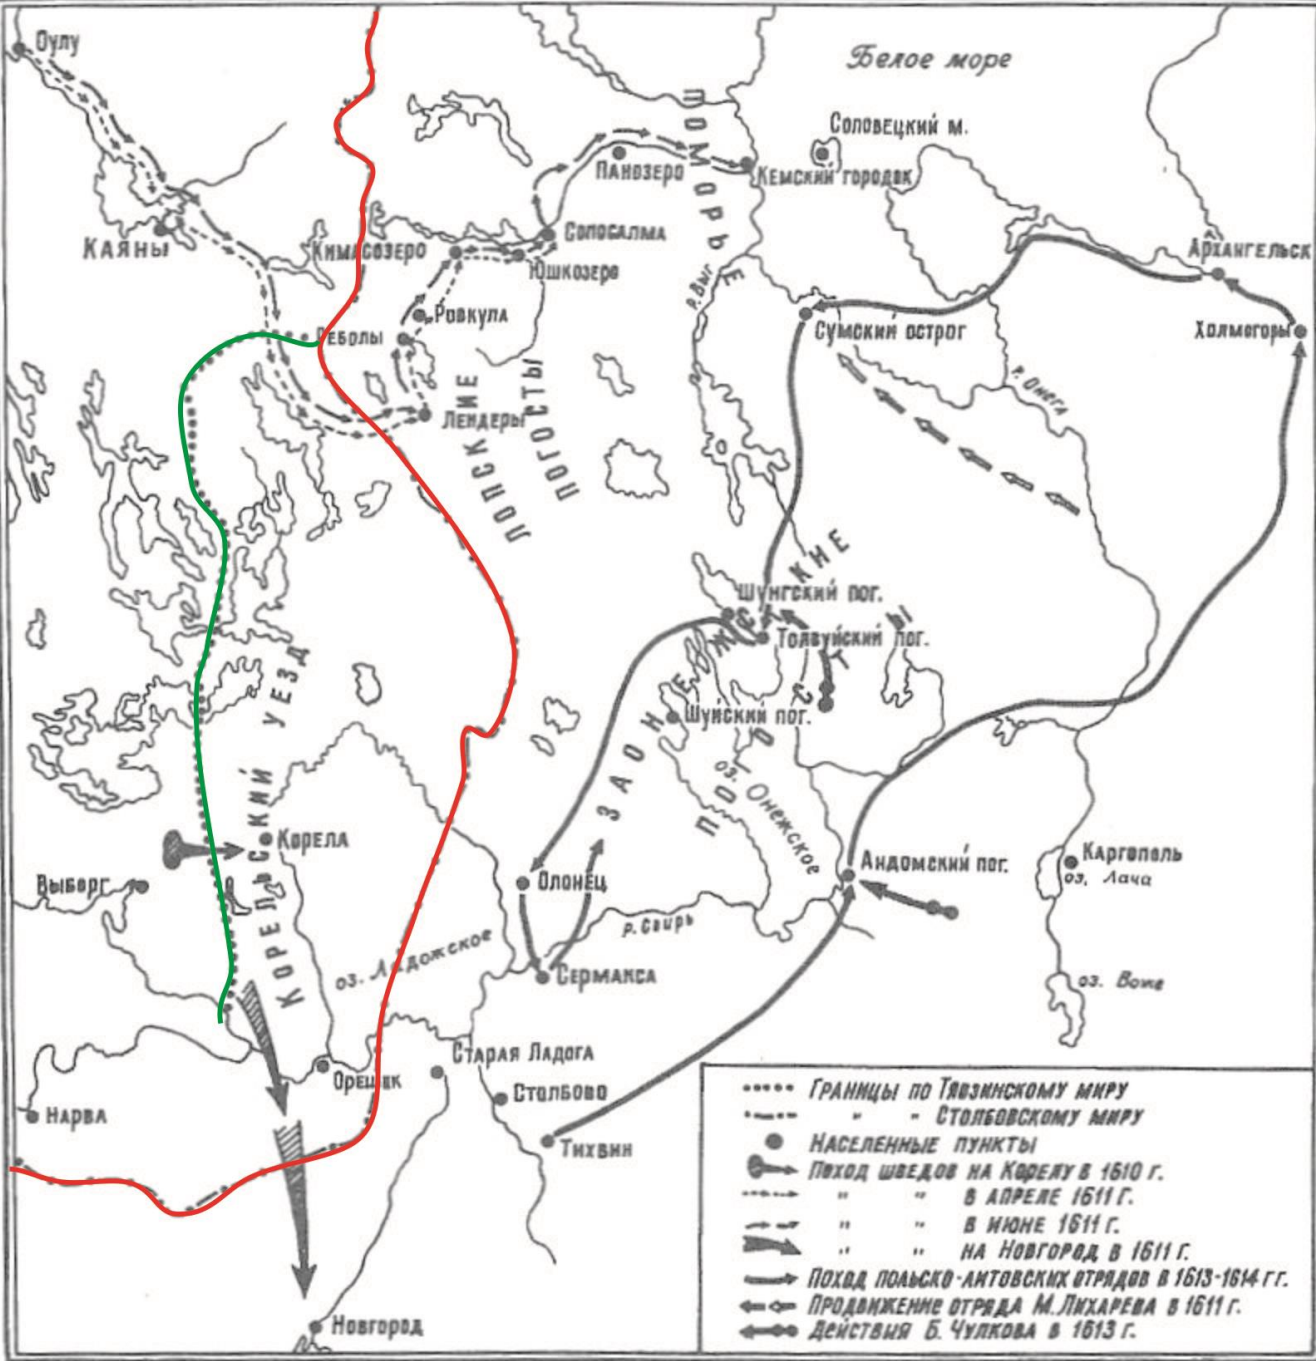 Оулу
Белое море
Соловецкий м.
ПОМОРЬЕ
Панозеро
Кемский городок
Сопосалма
Каяны
Кимасозеро
Юшкозеро
Архангельск
р. Выг
Ровкула
Сумский острог
Холмогоры
Реболы
р. Онега
Лендеры
ЛОПСКИЕ
ПОГОСТЫ
Шунгский пог.
Толвуйский пог.
ЗАОНЕЖСКИЕ
ПОГОСТЫ
Шуйский пог.
оз. Онежское
КОРЕЛЬСКИЙ УЕЗД
Корела
Выборг
Олонец
Андомский пог.
Каргополь
оз. Лача
р. Свирь
оз. Ладожское
Сермакса
оз. Воже
Старая Ладога
Орешек
Столбово
Нарва
Тихвин
Новгород
Границы по Тявзинскому миру
" " Столбовскому миру
Населенные пункты
Поход шведов на Корелу в 1610 г.
" " в апреле 1611 г.
" " в июне 1611 г.
" " на Новгород в 1611 г.
Поход польско-литовских отрядов в 1613-1614 гг.
Продвижение отряда М. Лихарева в 1611 г.
Действия Б. Чулкова в 1613 г.